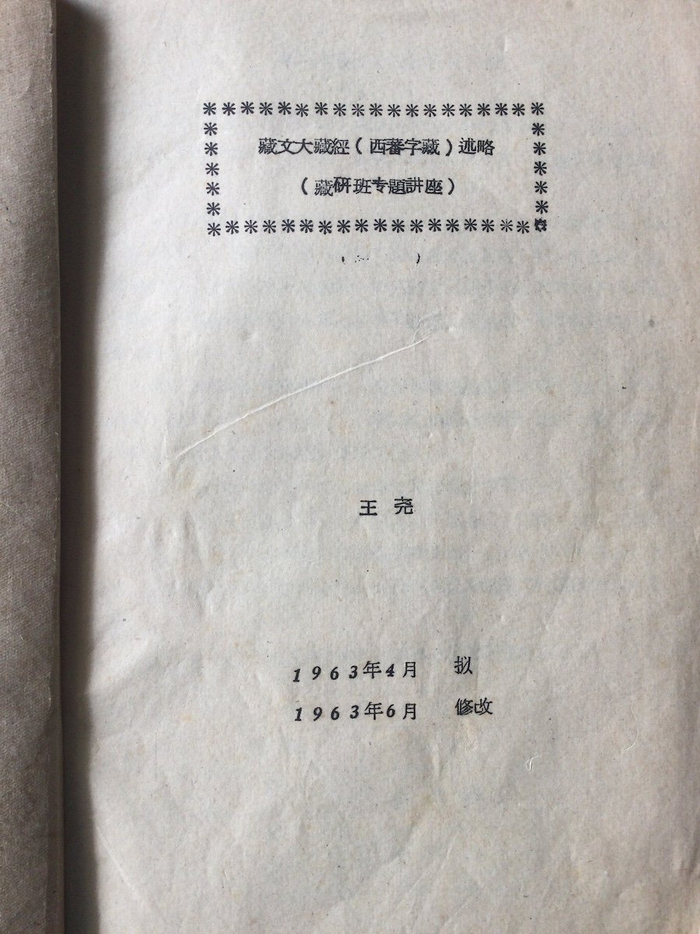 藏文大藏經(西蕃字藏)述略
(藏研班专題講座)
王尧
1963年4月 拟
1963年6月 修改